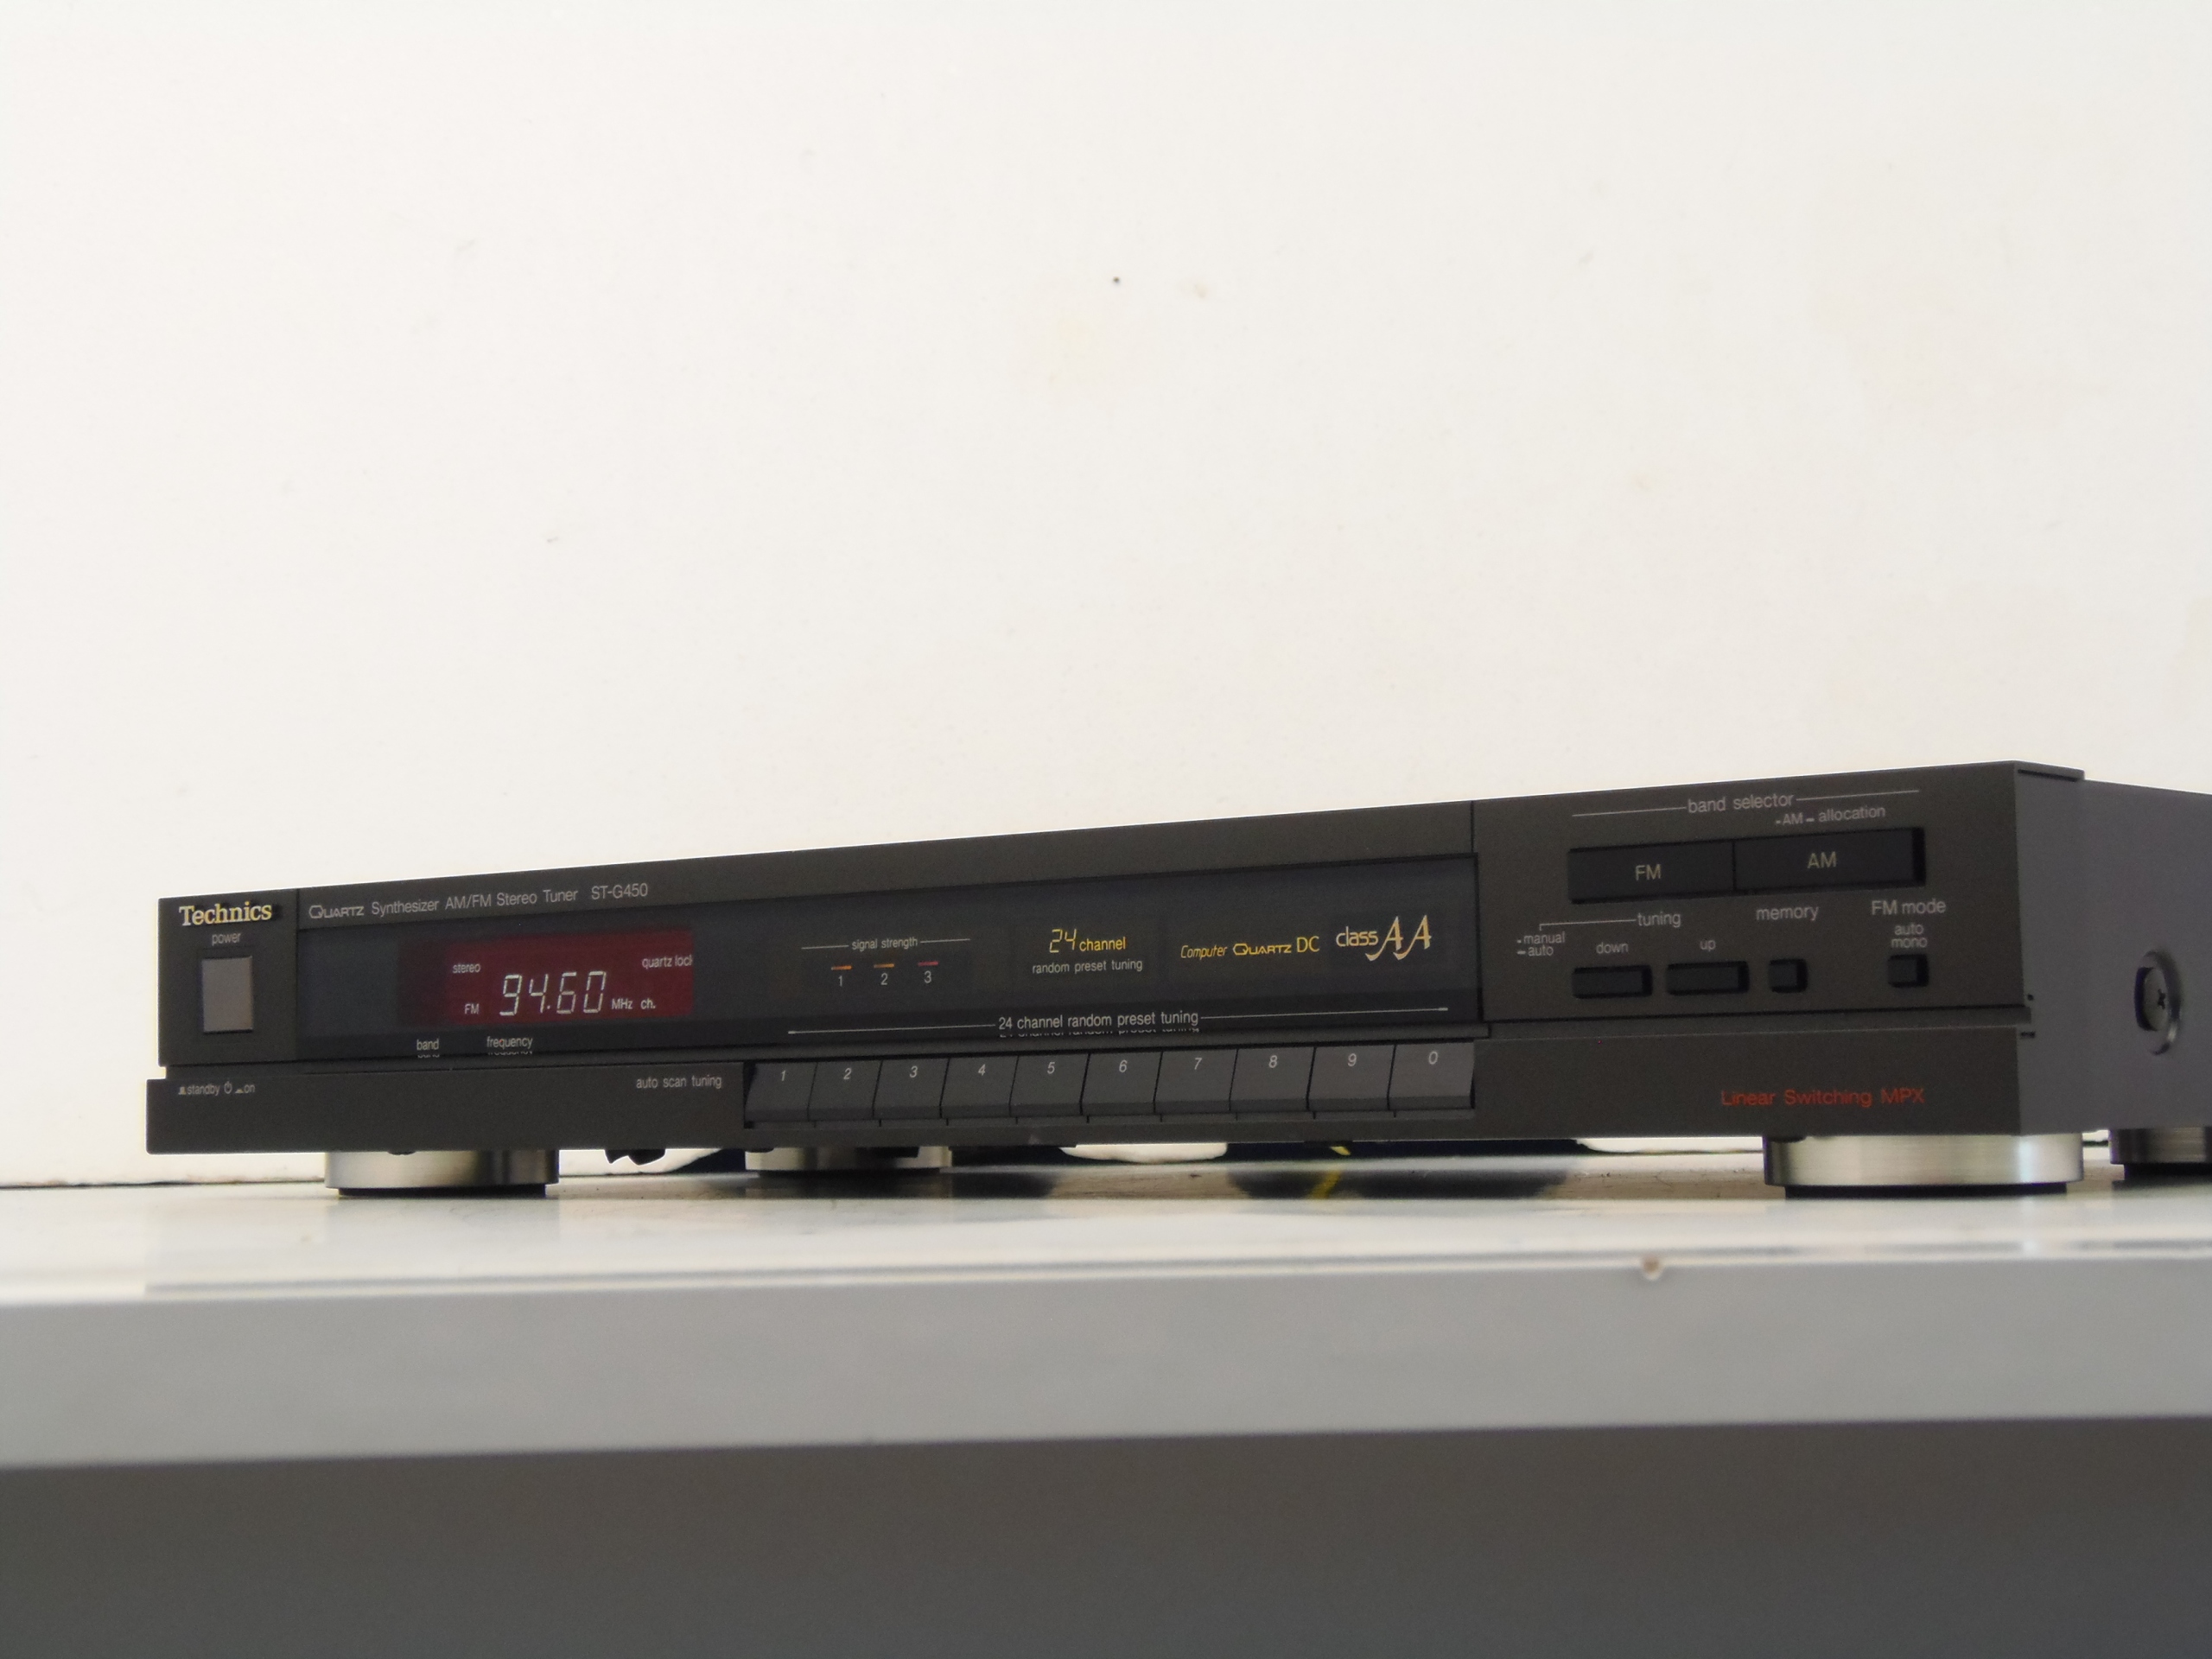 Technics
QUARTZ Synthesizer AM/FM Stereo Tuner ST-G450
power
stereo
quartz lock
FM 94.60 MHz ch.
band frequency
standby on
auto scan tuning
signal strength
1 2 3
24 channel
random preset tuning
Computer QUARTZ DC
class AA
24 channel random preset tuning
1 2 3 4 5 6 7 8 9 0
band selector
-AM- allocation
FM AM
tuning
manual
auto
down
up
memory
FM mode
auto
mono
Linear Switching MPX